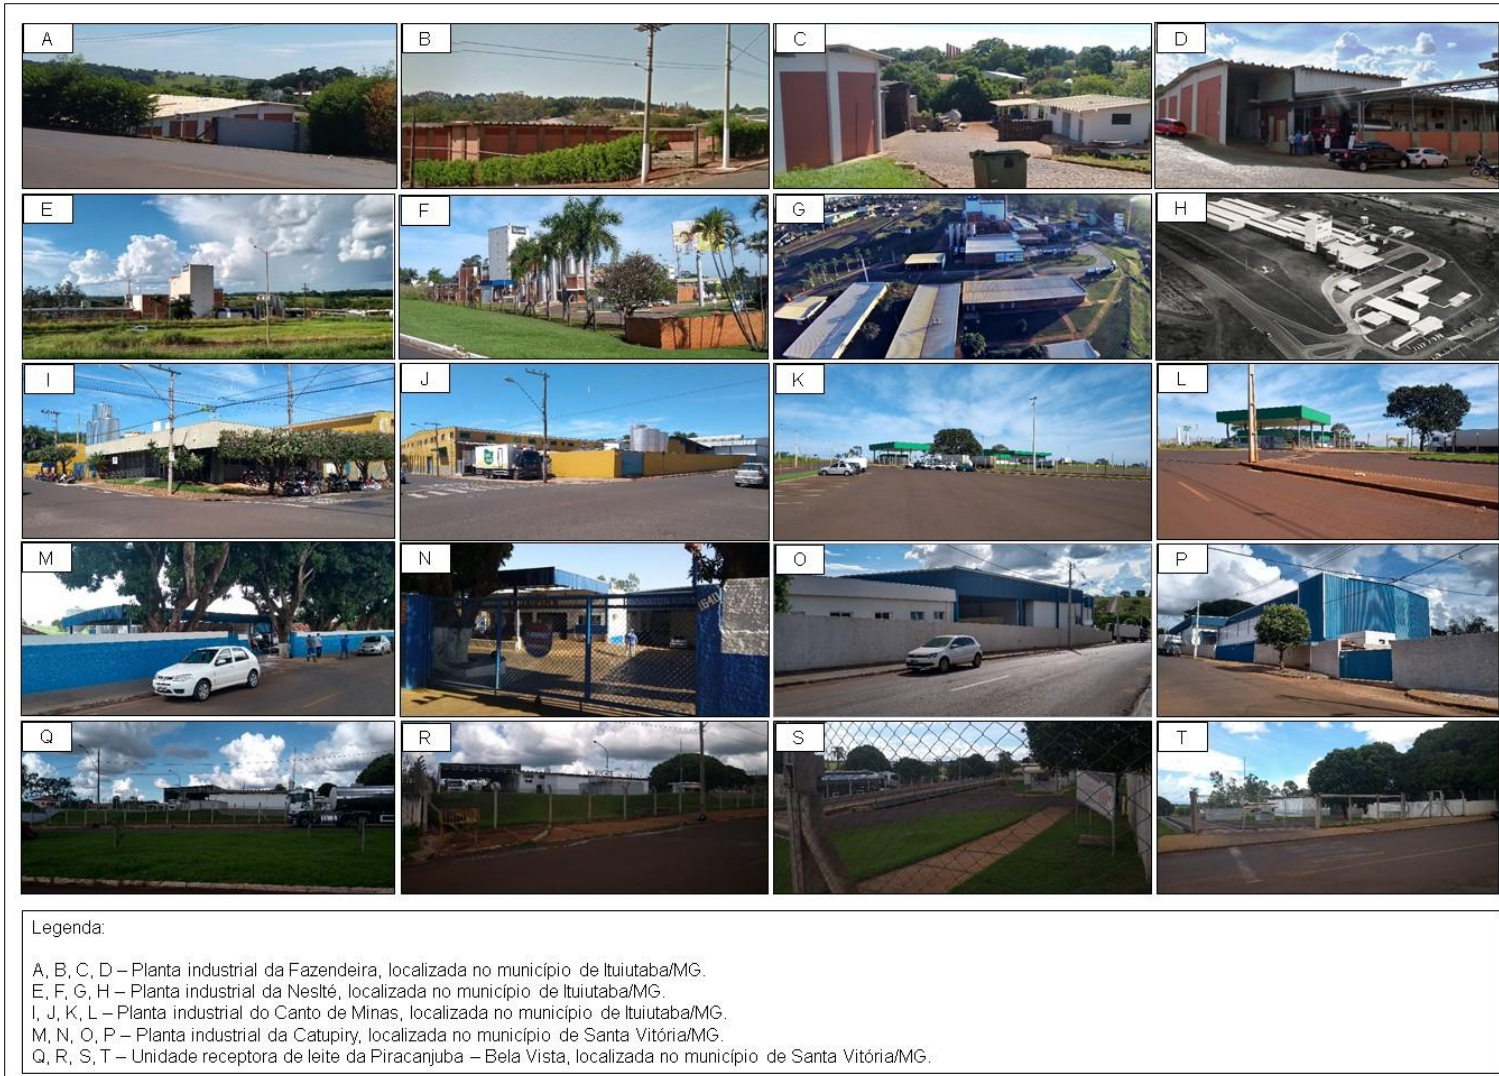 A
B
C
D
E
F
G
H
I
J
K
L
M
N
1640
O
P
Q
R
S
T
Legenda:
A, B, C, D – Planta industrial da Fazendeira, localizada no município de Ituiutaba/MG.
E, F, G, H – Planta industrial da Neslté, localizada no município de Ituiutaba/MG.
I, J, K, L – Planta industrial do Canto de Minas, localizada no município de Ituiutaba/MG.
M, N, O, P – Planta industrial da Catupiry, localizada no município de Santa Vitória/MG.
Q, R, S, T – Unidade receptora de leite da Piracanjuba – Bela Vista, localizada no município de Santa Vitória/MG.